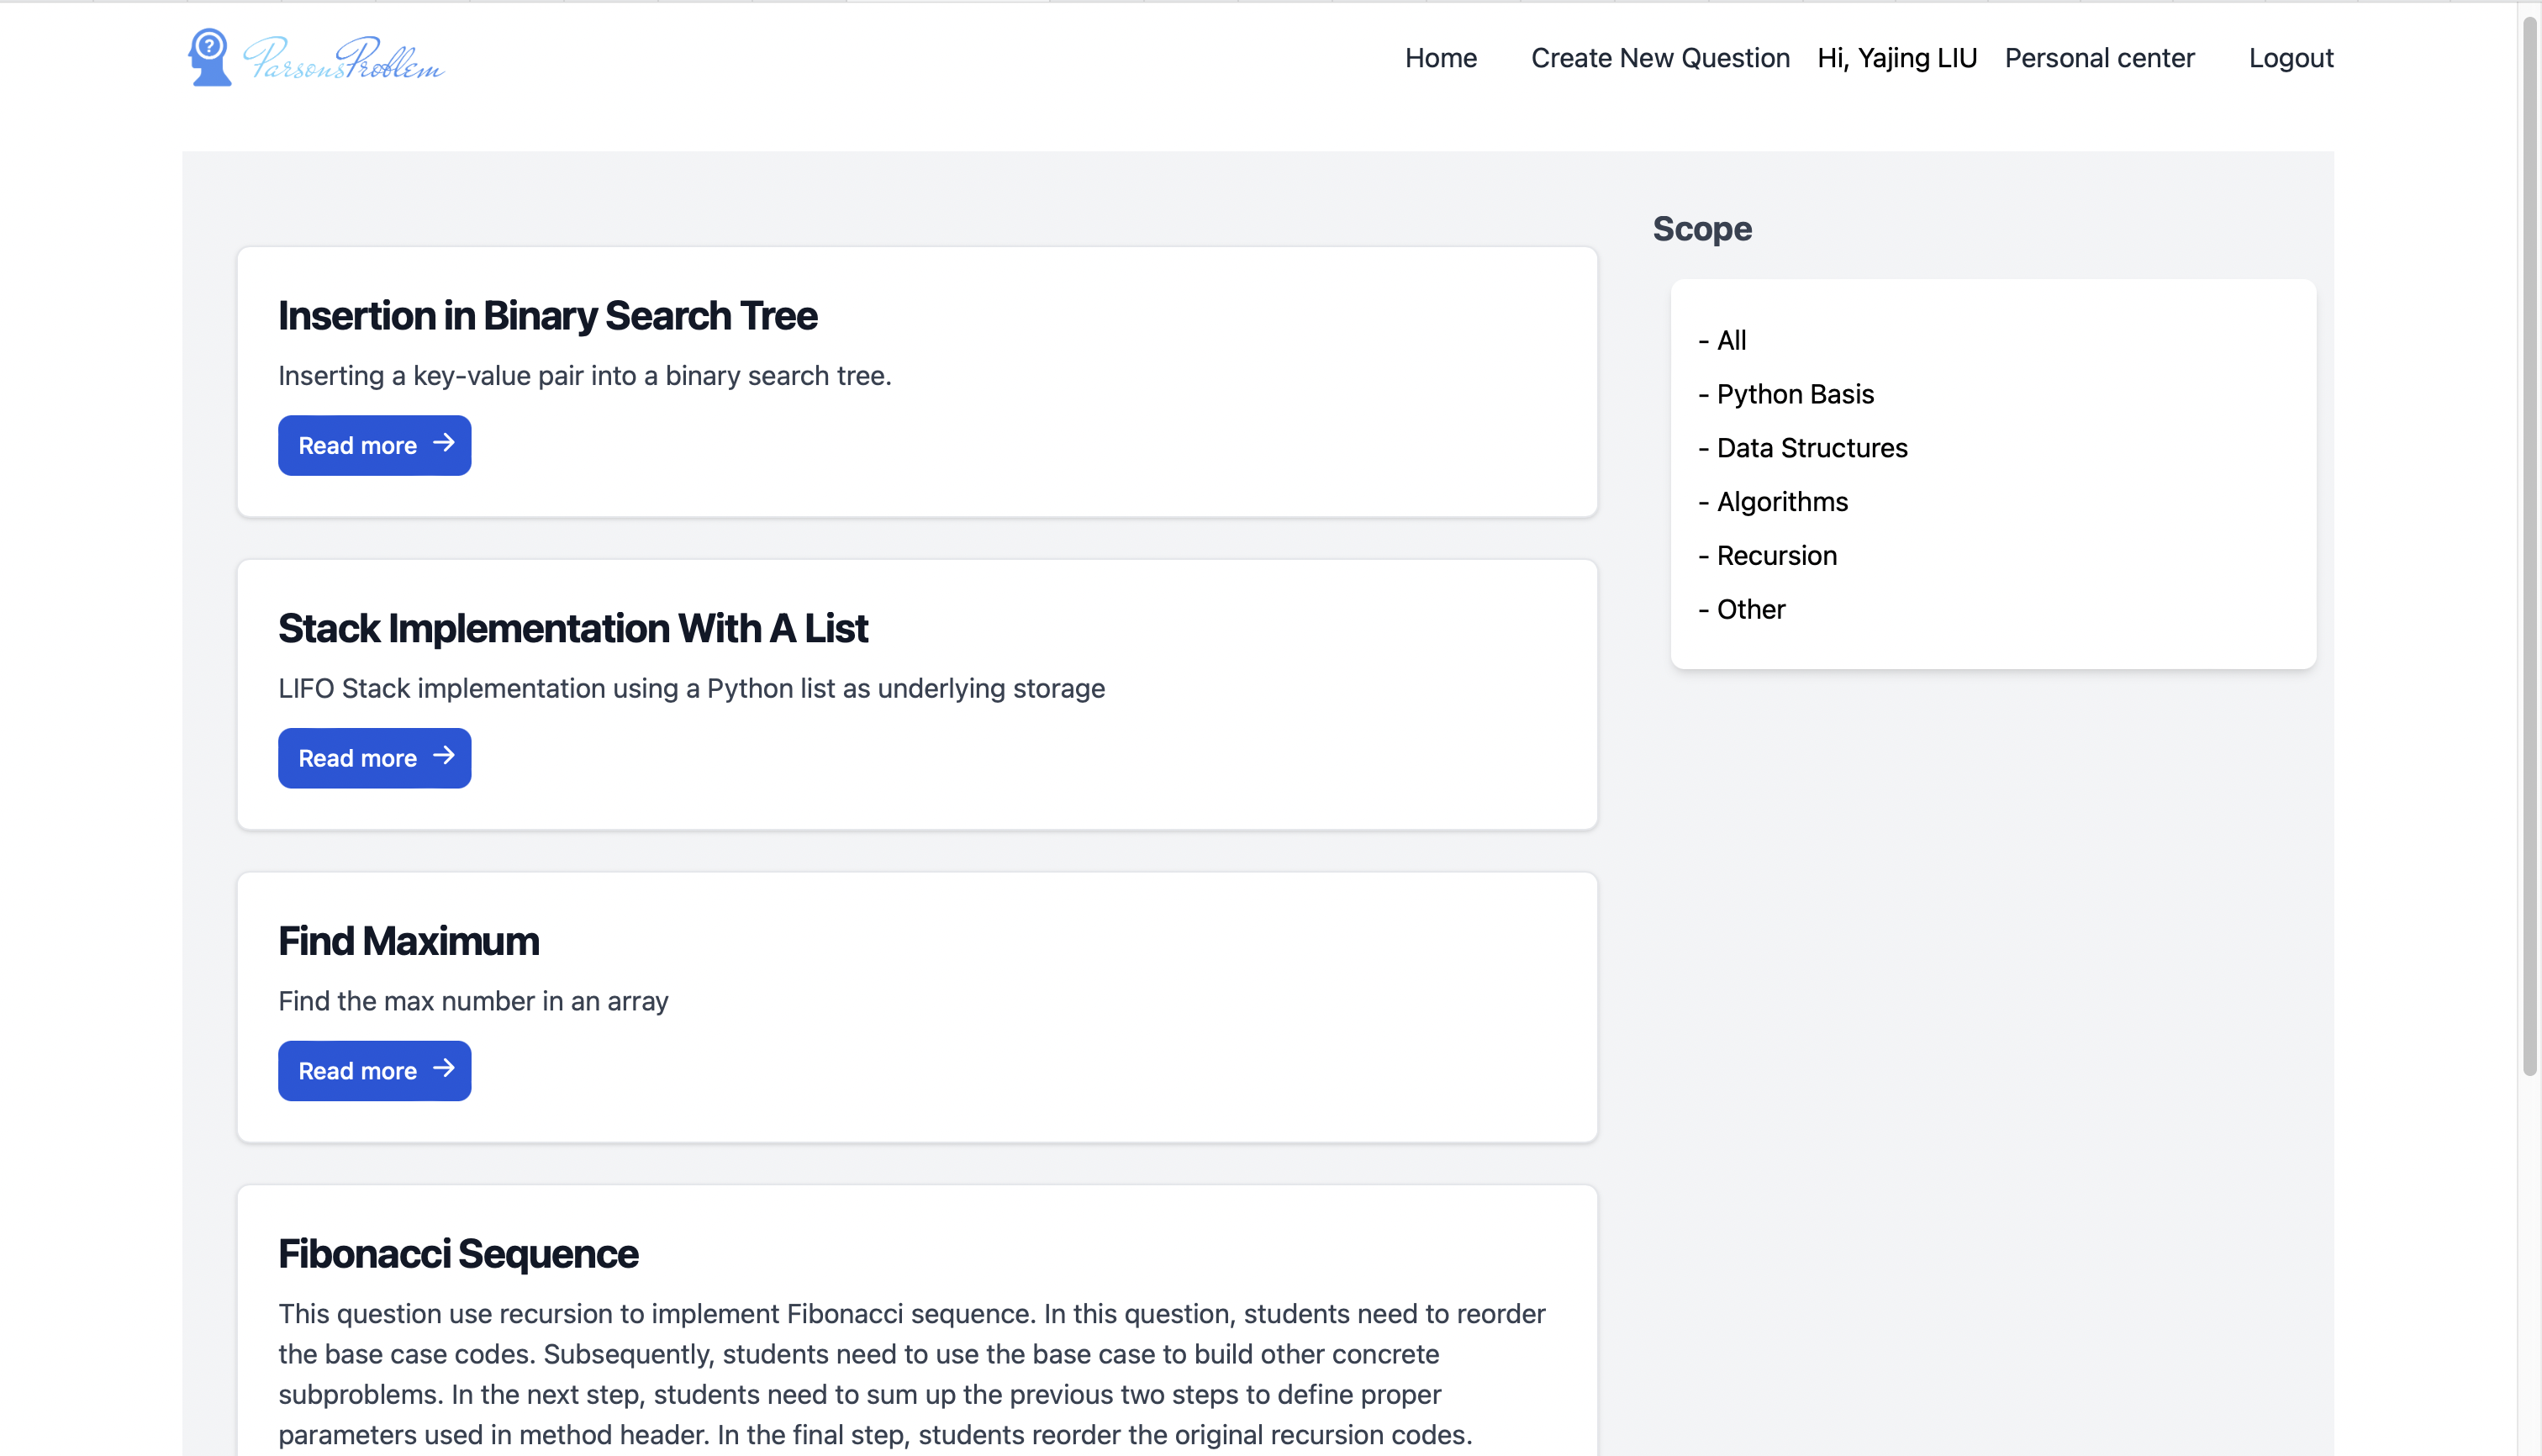 ParsonsProblem
Home Create New Question Hi, Yajing LIU Personal center Logout
Insertion in Binary Search Tree
Inserting a key-value pair into a binary search tree.
Read more
Stack Implementation With A List
LIFO Stack implementation using a Python list as underlying storage
Read more
Find Maximum
Find the max number in an array
Read more
Fibonacci Sequence
This question use recursion to implement Fibonacci sequence. In this question, students need to reorder
the base case codes. Subsequently, students need to use the base case to build other concrete
subproblems. In the next step, students need to sum up the previous two steps to define proper
parameters used in method header. In the final step, students reorder the original recursion codes.
Scope
- All
- Python Basis
- Data Structures
- Algorithms
- Recursion
- Other